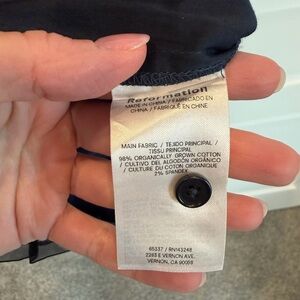 Reformation
MADE IN CHINA / FABRICADO EN
CHINA / FABRIQUÉ EN CHINE
MAIN FABRIC / TEJIDO PRINCIPAL /
TISSU PRINCIPAL
98% ORGANICALLY GROWN COTTON
/ CULTIVO DEL ALGODÓN ORGÁNICO
/ CULTURE DU COTON ORGANIQUE
2% SPANDEX
65337 / RN143248
2263 E VERNON AVE.
VERNON, CA 90058